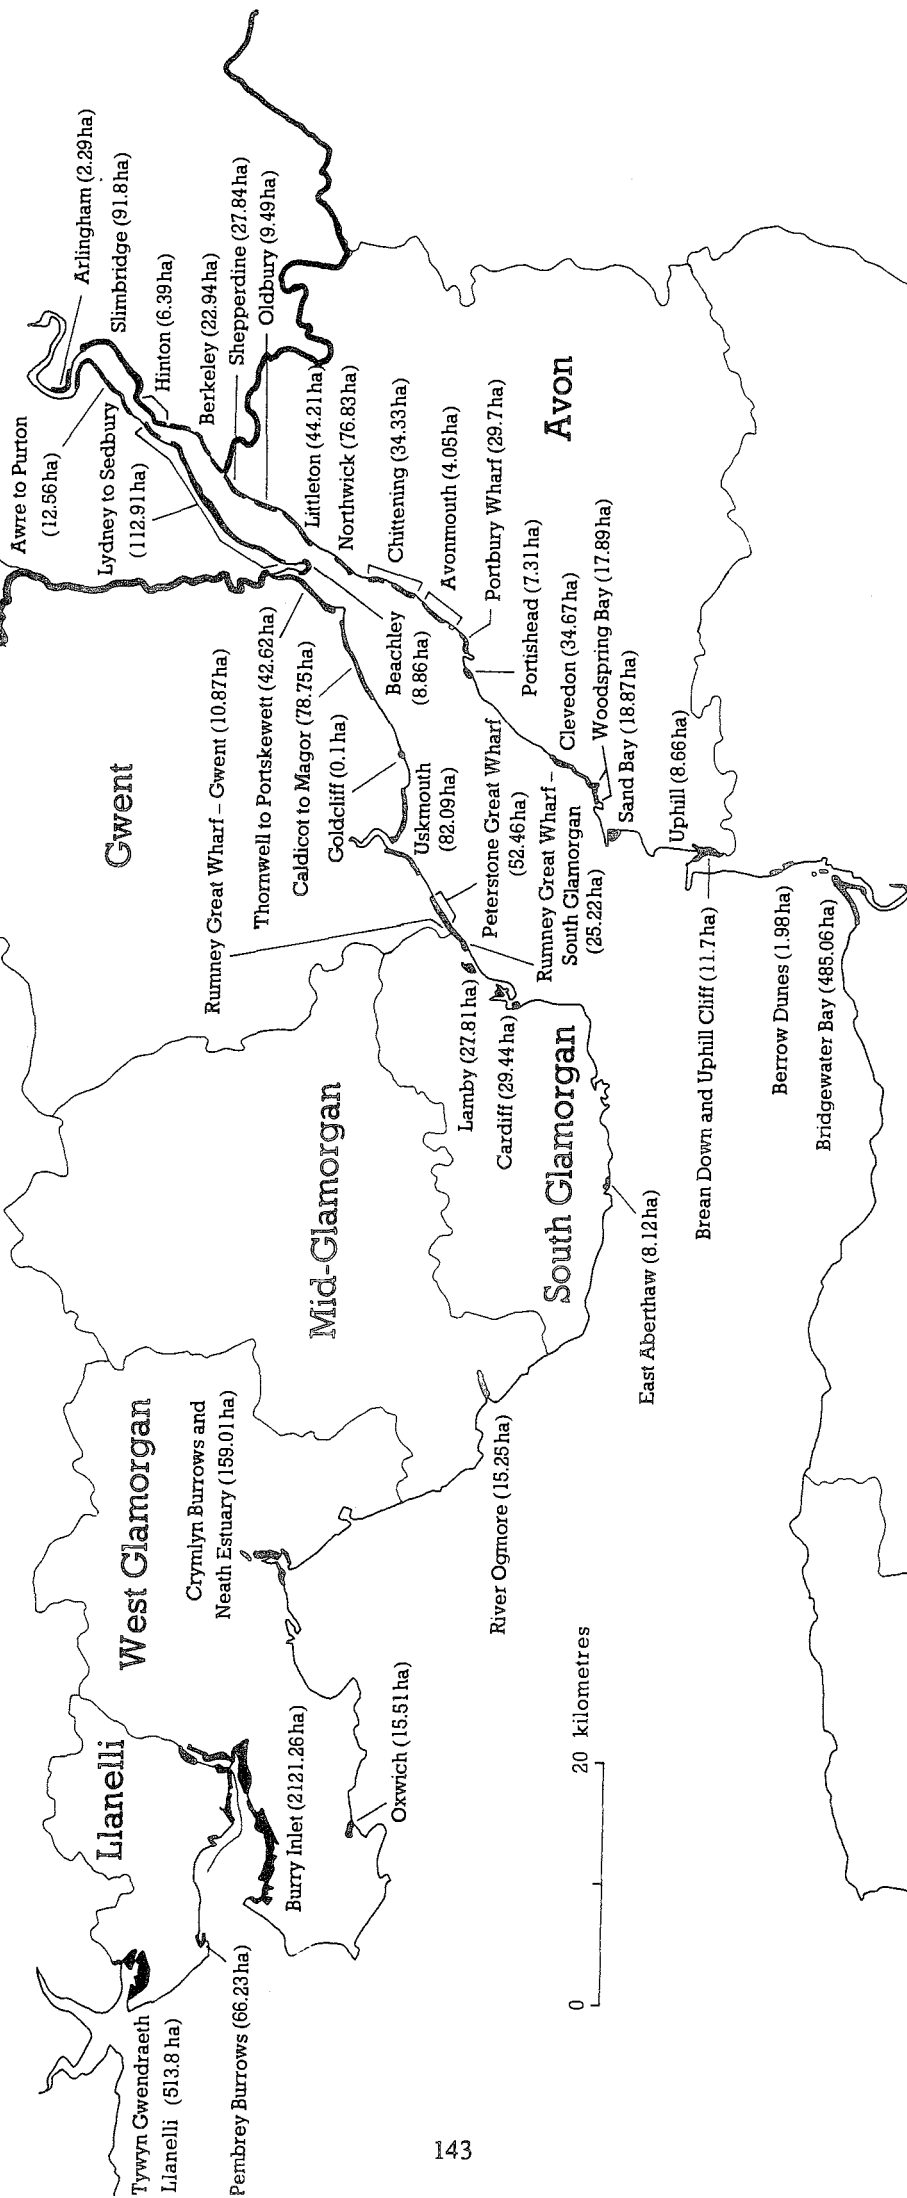 Tywyn Gwendraeth
Llanelli (513.8 ha)
Pembrey Burrows (66.23ha)
Llanelli
Burry Inlet (2121.26ha)
Oxwich (15.51ha)
West Glamorgan
Crymlyn Burrows and
Neath Estuary (159.01ha)
River Ogmore (15.25ha)
0
20 kilometres
Mid-Glamorgan
South Glamorgan
East Aberthaw (8.12ha)
Lamby (27.81ha)
Cardiff (29.44ha)
Gwent
Rumney Great Wharf – Gwent (10.87ha)
Thornwell to Portskewett (42.62ha)
Caldicot to Magor (78.75ha)
Goldcliff (0.1ha)
Uskmouth
(82.09ha)
Peterstone Great Wharf
(52.46ha)
Rumney Great Wharf –
South Glamorgan
(25.22ha)
Awre to Purton
(12.56ha)
Lydney to Sedbury
(112.91ha)
Beachley
(8.86ha)
Arlingham (2.29ha)
Slimbridge (91.8ha)
Hinton (6.39ha)
Berkeley (22.94ha)
Shepperdine (27.84ha)
Oldbury (9.49ha)
Littleton (44.21ha)
Northwick (76.83ha)
Chittening (34.33ha)
Avonmouth (4.05ha)
Portbury Wharf (29.7ha)
Portishead (7.31ha)
Avon
Clevedon (34.67ha)
Woodspring Bay (17.89ha)
Sand Bay (18.87ha)
Uphill (8.66ha)
Brean Down and Uphill Cliff (11.7ha)
Berrow Dunes (1.98ha)
Bridgewater Bay (485.06ha)
143